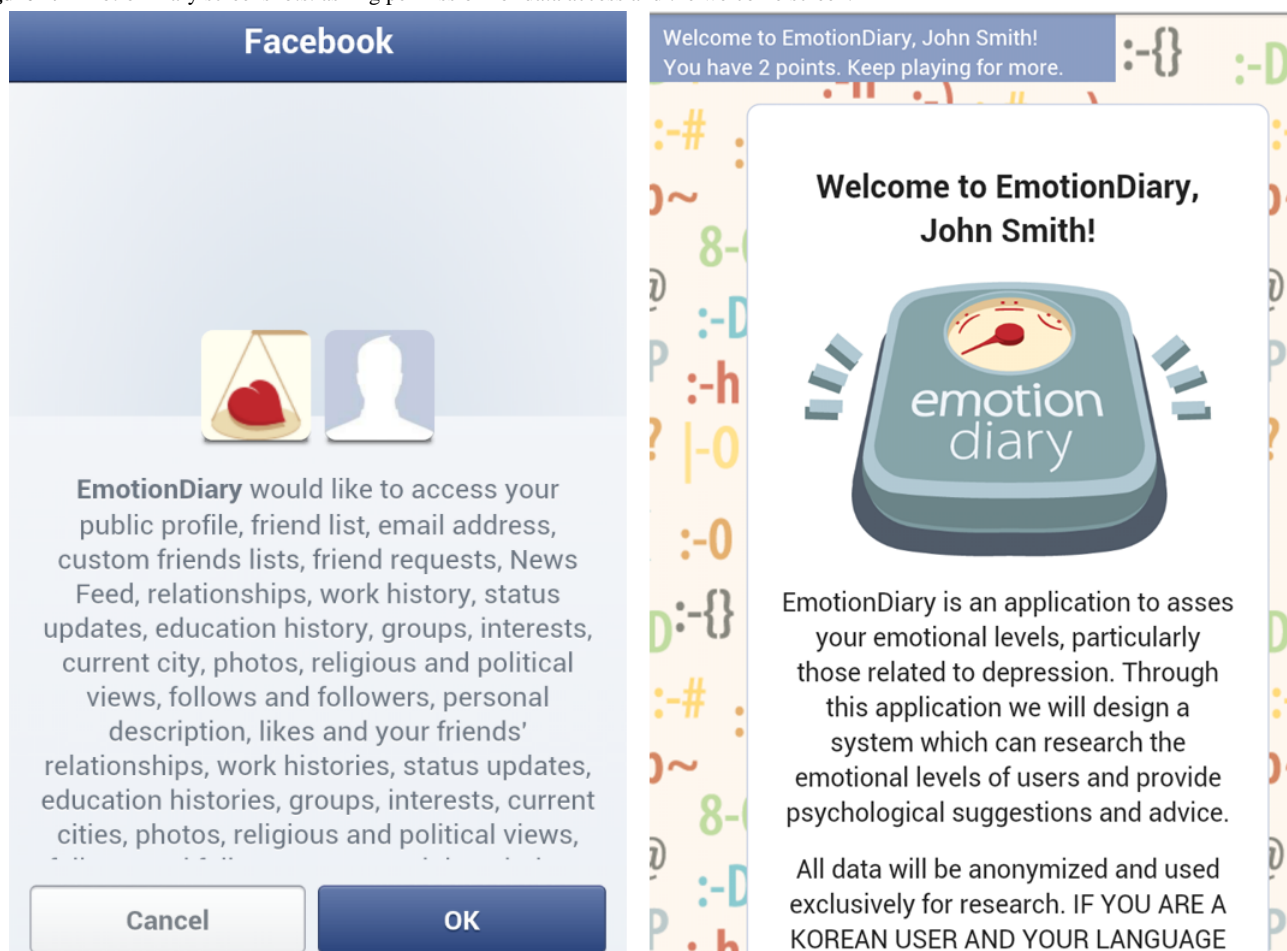 Facebook
EmotionDiary would like to access your
public profile, friend list, email address,
custom friends lists, friend requests, News
Feed, relationships, work history, status
updates, education history, groups, interests,
current city, photos, religious and political
views, follows and followers, personal
description, likes and your friends'
relationships, work histories, status updates,
education histories, groups, interests, current
cities, photos, religious and political views,
Cancel
OK
Welcome to EmotionDiary, John Smith!
You have 2 points. Keep playing for more.
Welcome to EmotionDiary,
John Smith!
emotion
diary
EmotionDiary is an application to asses
your emotional levels, particularly
those related to depression. Through
this application we will design a
system which can research the
emotional levels of users and provide
psychological suggestions and advice.
All data will be anonymized and used
exclusively for research. IF YOU ARE A
KOREAN USER AND YOUR LANGUAGE